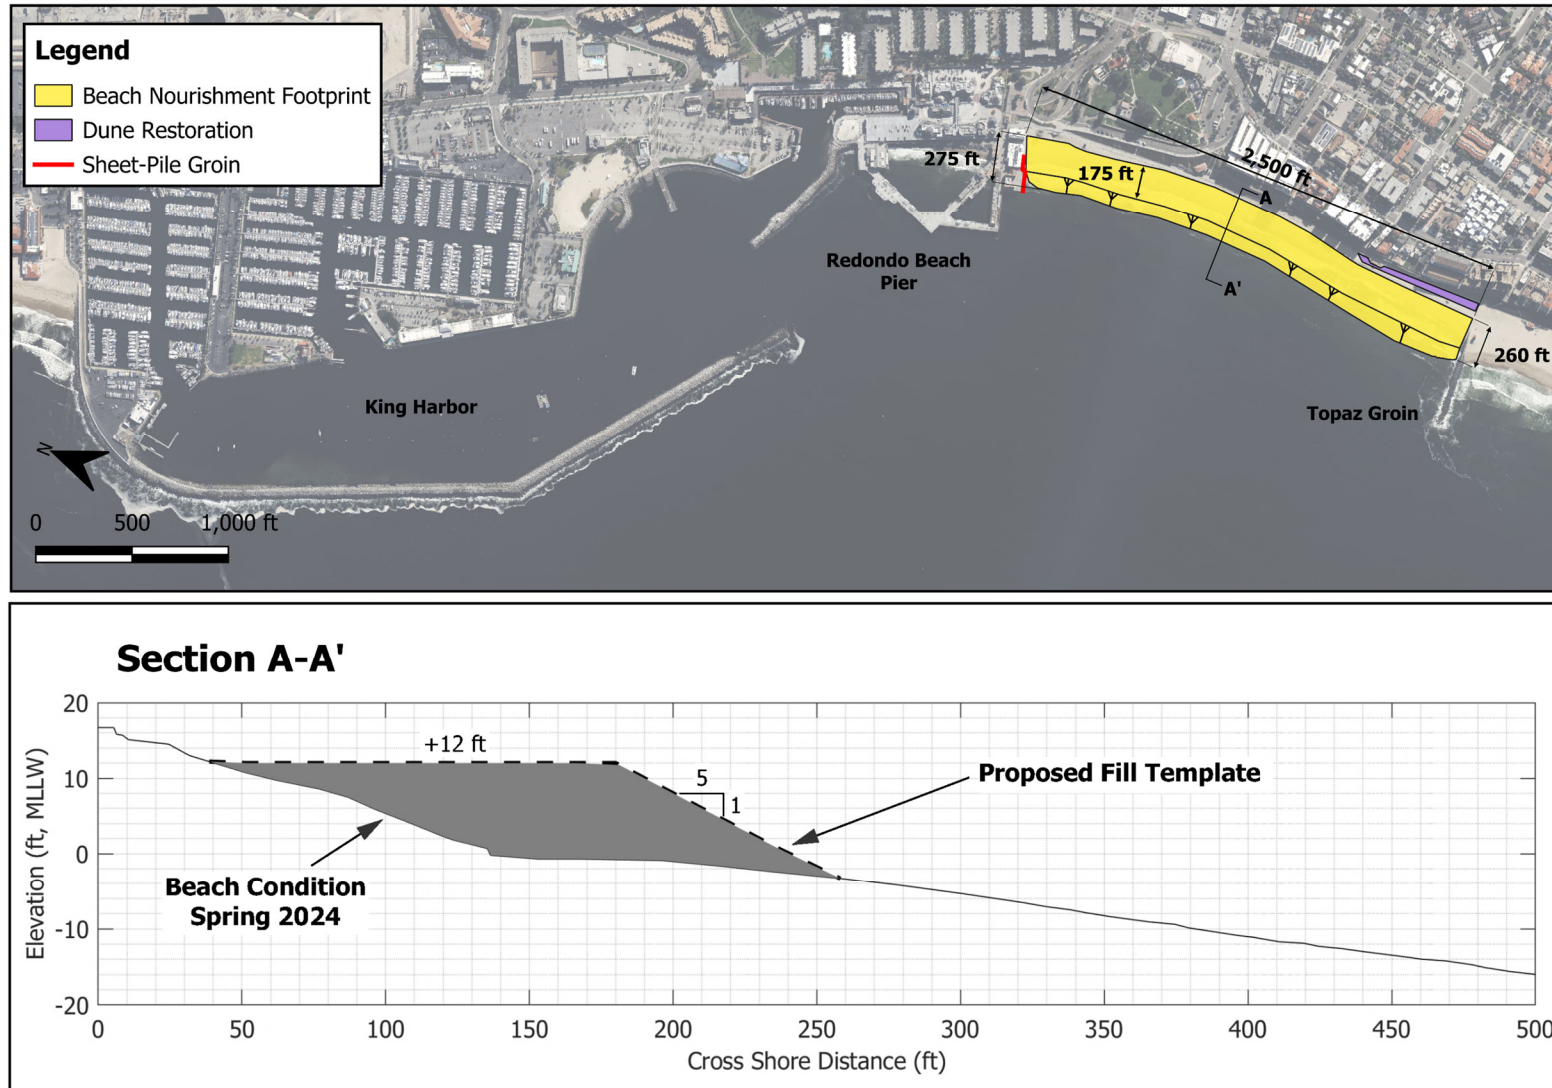 Legend
Beach Nourishment Footprint
Dune Restoration
Sheet-Pile Groin
275 ft
175 ft
2,500 ft
A
A'
260 ft
Redondo Beach
Pier
King Harbor
Topaz Groin
N
0 500 1,000 ft
Section A-A'
20
10
0
-10
-20
Elevation (ft, MLLW)
+12 ft
5
1
Proposed Fill Template
Beach Condition
Spring 2024
0 50 100 150 200 250 300 350 400 450 500
Cross Shore Distance (ft)